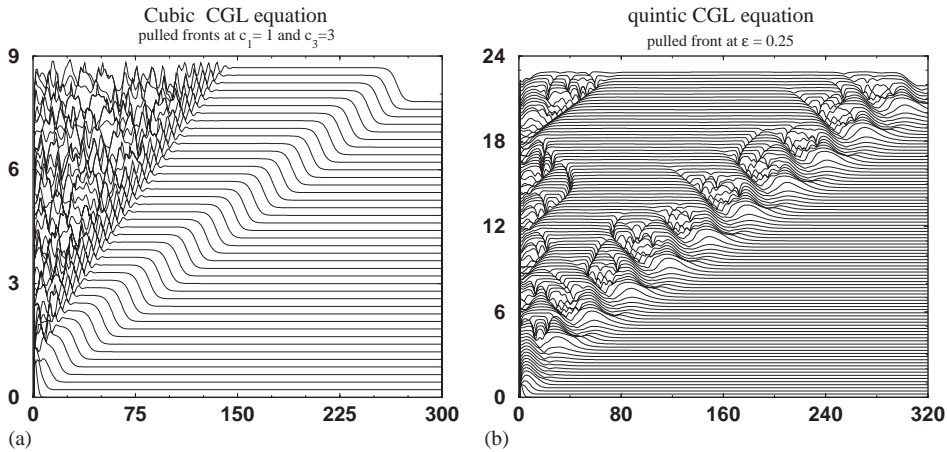 Cubic CGL equation
pulled fronts at c₁= 1 and c₃=3
9
6
3
0
0 75 150 225 300
(a)
quintic CGL equation
pulled front at ε = 0.25
24
18
12
6
0
0 80 160 240 320
(b)